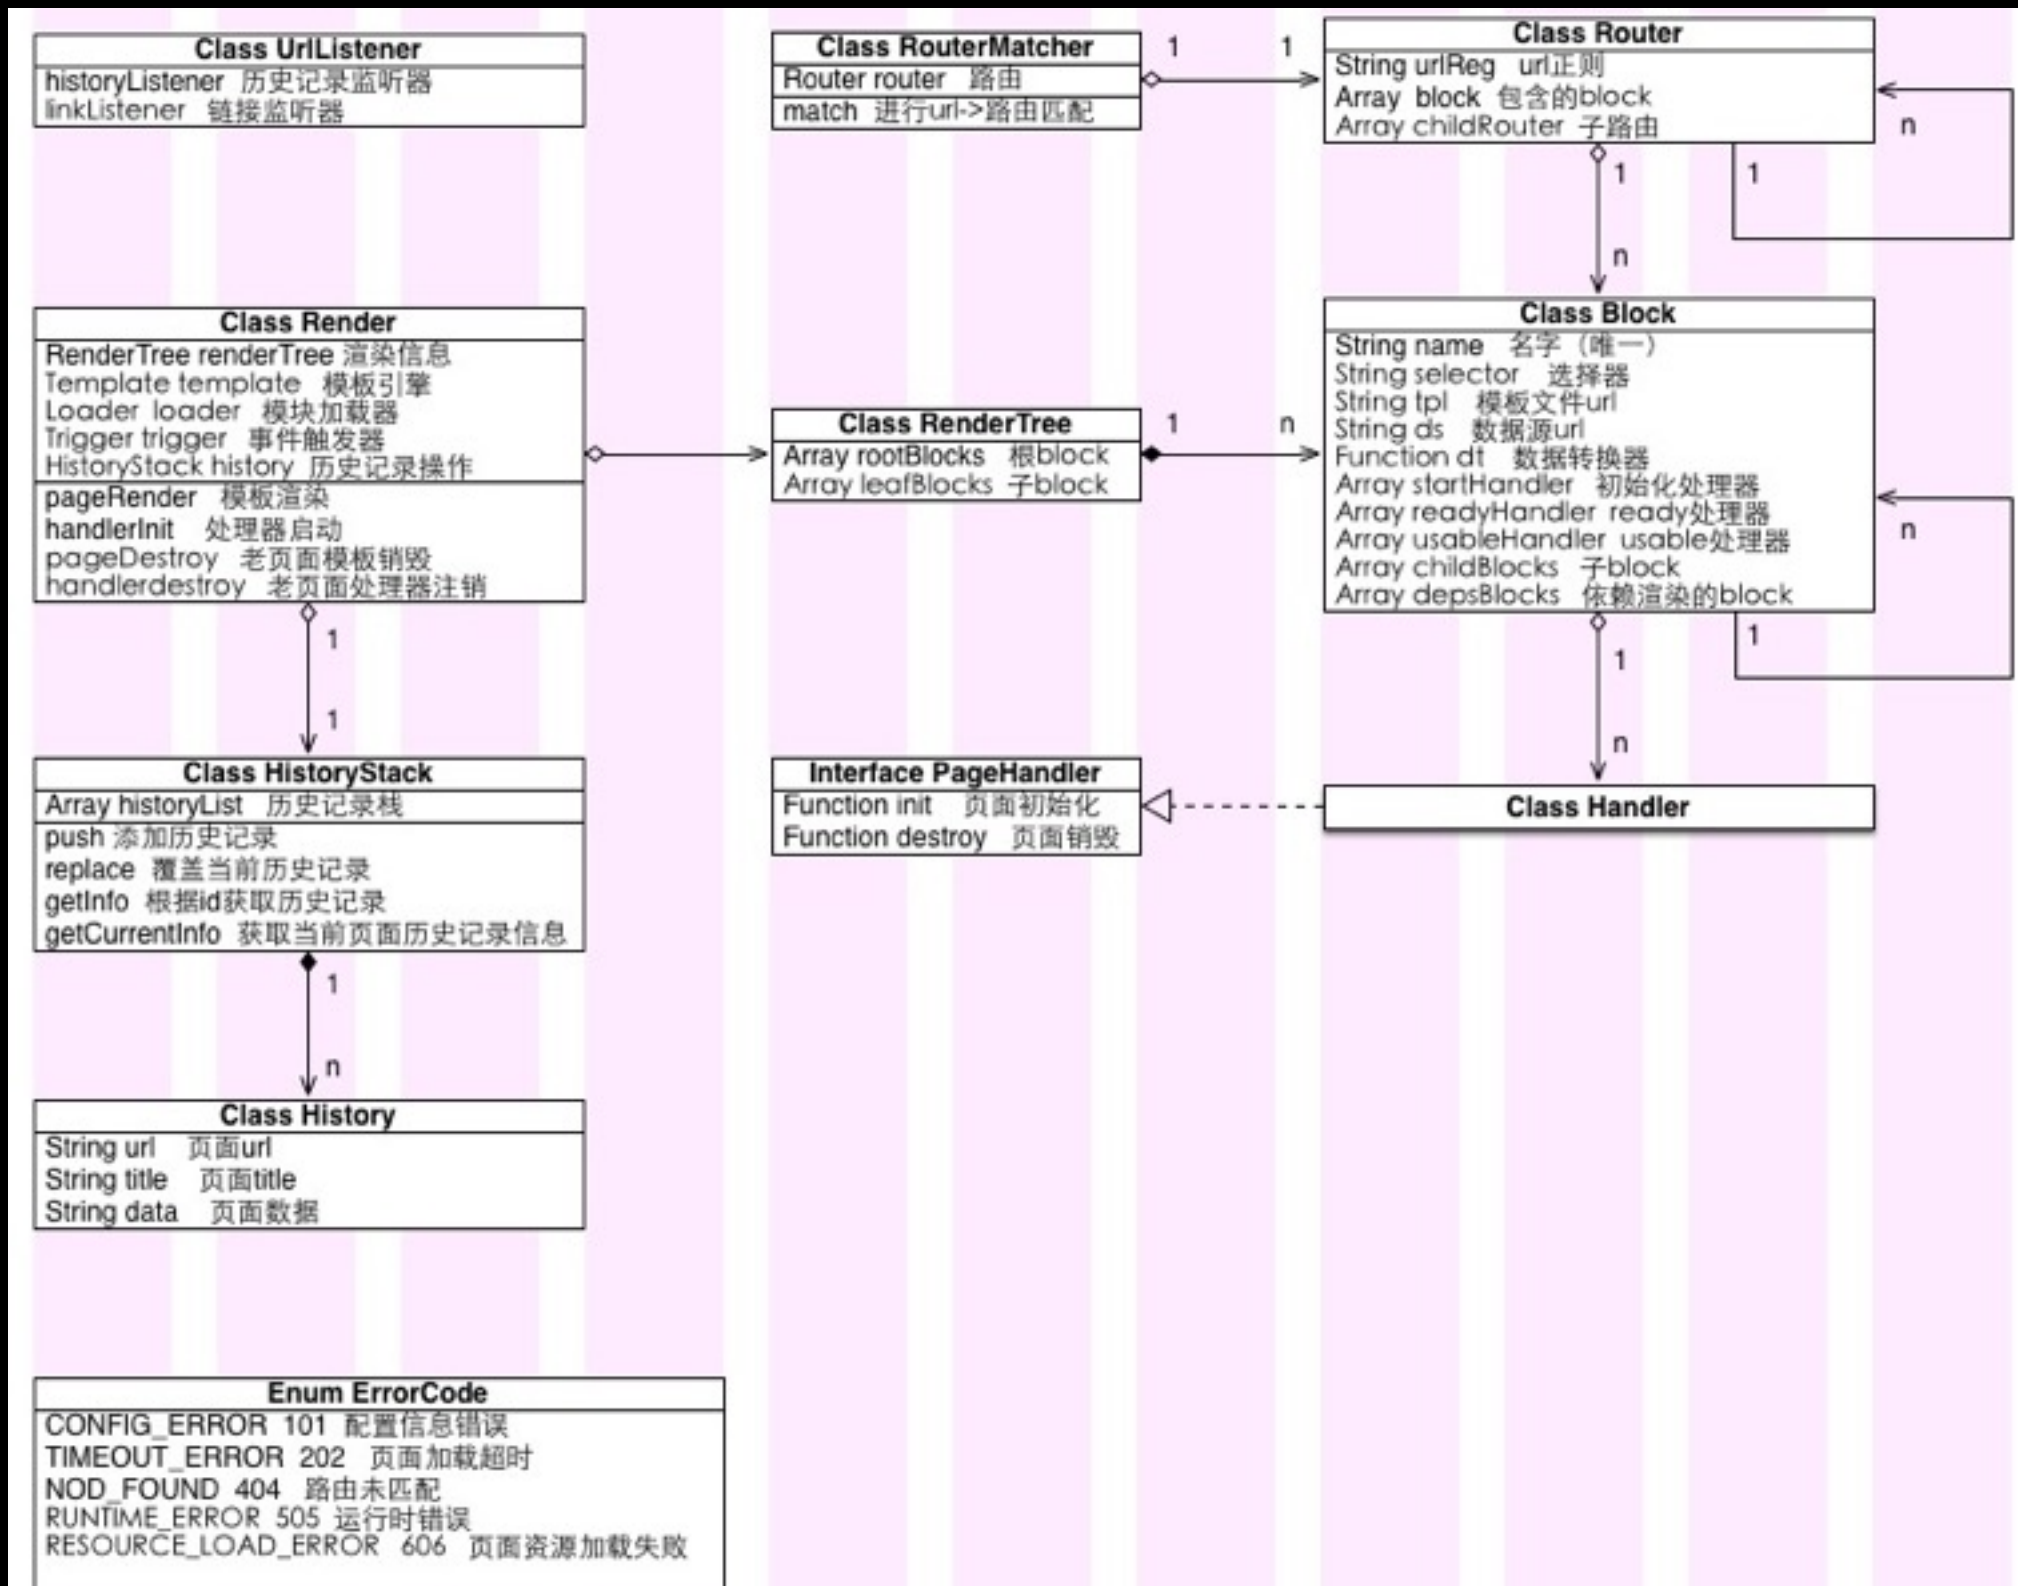 Class UrlListener
historyListener 历史记录监听器
linkListener 链接监听器
Class RouterMatcher
Router router 路由
match 进行url->路由匹配
1
1
Class Router
String urlReg url正则
Array block 包含的block
Array childRouter 子路由
n
1
1
n
Class Render
RenderTree renderTree 渲染信息
Template template 模板引擎
Loader loader 模块加载器
Trigger trigger 事件触发器
HistoryStack history 历史记录操作
pageRender 模板渲染
handlerInit 处理器启动
pageDestroy 老页面模板销毁
handlerdestroy 老页面处理器注销
Class RenderTree
Array rootBlocks 根block
Array leafBlocks 子block
1
n
Class Block
String name 名字（唯一）
String selector 选择器
String tpl 模板文件url
String ds 数据源url
Function dt 数据转换器
Array startHandler 初始化处理器
Array readyHandler ready处理器
Array usableHandler usable处理器
Array childBlocks 子block
Array depsBlocks 依赖渲染的block
n
1
1
n
1
1
Class HistoryStack
Array historyList 历史记录栈
push 添加历史记录
replace 覆盖当前历史记录
getInfo 根据id获取历史记录
getCurrentInfo 获取当前页面历史记录信息
Interface PageHandler
Function init 页面初始化
Function destroy 页面销毁
Class Handler
1
n
Class History
String url 页面url
String title 页面title
String data 页面数据
Enum ErrorCode
CONFIG_ERROR 101 配置信息错误
TIMEOUT_ERROR 202 页面加载超时
NOD_FOUND 404 路由未匹配
RUNTIME_ERROR 505 运行时错误
RESOURCE_LOAD_ERROR 606 页面资源加载失败